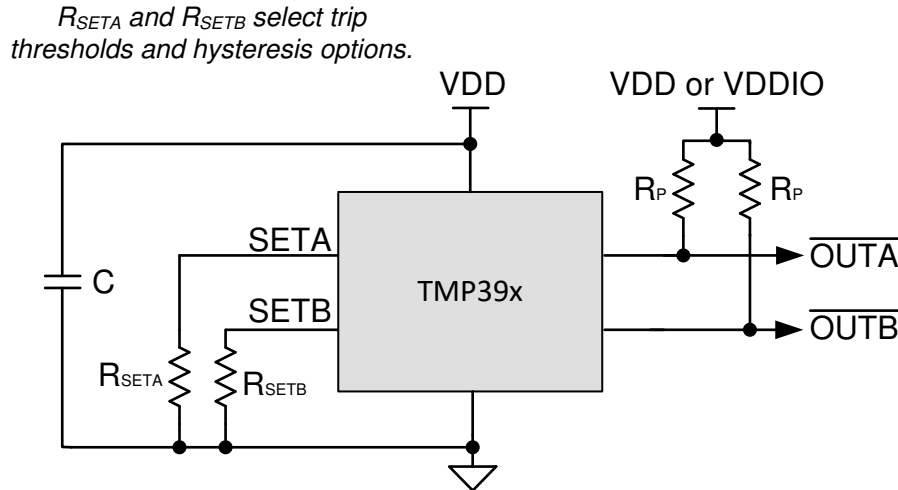 RSETA and RSETB select trip
thresholds and hysteresis options.
VDD
VDD or VDDIO
RP
RP
SETA
OUTA
C
TMP39x
SETB
OUTB
RSETA
RSETB